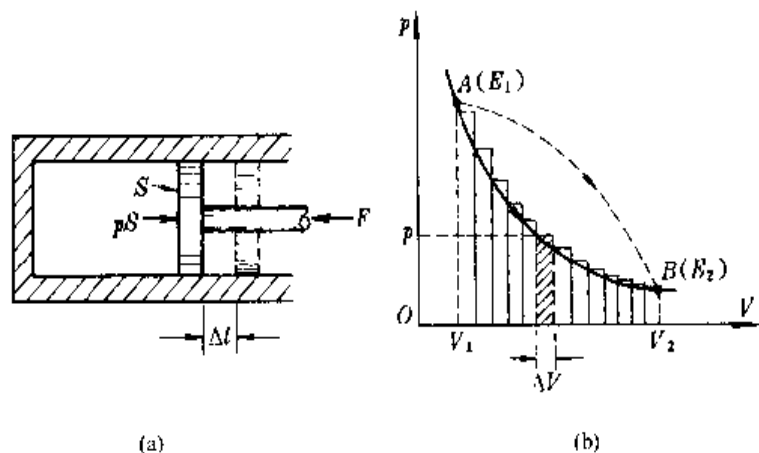 S
pS
F
Δl
(a)
p
A(E₁)
p
B(E₂)
O
V₁
V₂
V
ΔV
(b)